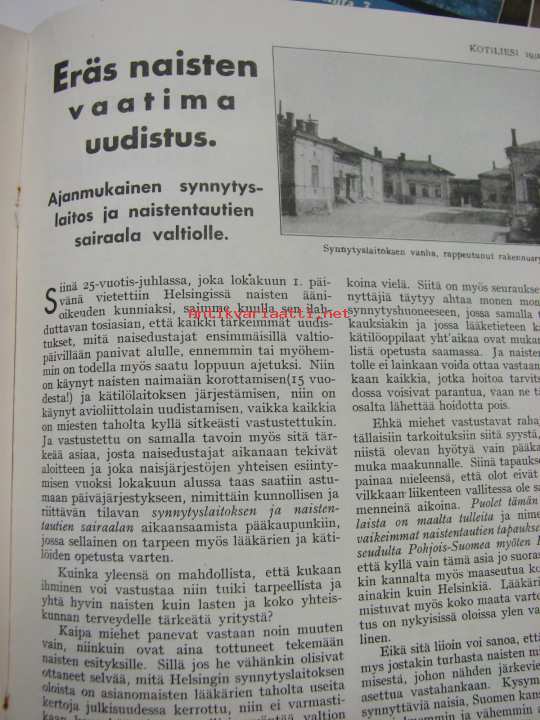 KOTILIESI
Eräs naisten
vaatima
uudistus.
Ajanmukainen synnytys-
laitos ja naistentautien
sairaala valtiolle.
Synnytyslaitoksen vanha, rappeutunut
Siinä 25-vuotis-juhlassa, joka lokakuun 1. päi-
vänä vietettiin Helsingissä naisten ääni-
oikeuden kunniaksi, saimme kuulla sen ilah-
duttavan tosiasian, että kaikki tärkeimmät uudis-
tukset, mitä naisedustajat ensimmäisillä valtio-
päivillään panivat alulle, ennemmin tai myöhem-
min on todella myös saatu loppuun ajetuksi. Niin
on käynyt naisten naimaiän korottamisen(15 vuo-
desta!) ja kätilölaitoksen järjestämisen, niin on
käynyt avioliittolain uudistamisen, vaikka kaikkia
on miesten taholta kyllä sitkeästi vastustettukin.
Ja vastustettu on samalla tavoin myös sitä tär-
keää asiaa, josta naisedustajat aikanaan tekivät
aloitteen ja joka naisjärjestöjen yhteisen esiinty-
misen vuoksi lokakuun alussa taas saatiin astu-
maan päiväjärjestykseen, nimittäin kunnollisen ja
riittävän tilavan synnytyslaitoksen ja naisten-
tautien sairaalan aikaansaamista pääkaupunkiin,
jossa sellainen on tarpeen myös lääkärien ja käti-
löiden opetusta varten.
Kuinka yleensä on mahdollista, että kukaan
ihminen voi vastustaa niin tuiki tarpeellista ja
yhtä hyvin naisten kuin lasten ja koko yhteis-
kunnan terveydelle tärkeätä yritystä?
Kaipa miehet panevat vastaan noin muuten
vain, niinkuin ovat aina tottuneet tekemään
naisten esityksille. Sillä jos he vähänkin olisivat
ottaneet selvää, mitä Helsingin synnytyslaitoksen
oloista on asianomaisten lääkärien taholta useita
kertoja julkisuudessa kerrottu, niin ei varmasti-
koina vielä. Siitä on myös seurauksena
nyttäjiä täytyy ahtaa monen mon
synnytyshuoneeseen, jossa samalla t
kauksiakin ja jossa lääketieteen k
kätilöoppilaat yht'aikaa ovat mukan
listä opetusta saamassa. Ja naisten
tolle ei lainkaan voida ottaa vastaan
kaan kaikkia, jotka hoitoa tarvits
dossa voisivat parantua, vaan ne ti
osalta lähettää hoidotta pois.
Ehkä miehet vastustavat raha
tällaisiin tarkoituksiin siitä syystä,
niistä olevan hyötyä vain pääka
muka maakunnalle. Siinä tapaukse
painaa mieleensä, että olot eivät
vilkkaan liikenteen vallitessa ole sa
menneinä aikoina. Puolet tämän
laista on maalta tulleita ja nime
vaikeimmat naistentautien tapaukset
seudulta Pohjois-Suomea myöten
että kyllä vain tämä asia jo suoras
kin kannalta myös maaseutua ko
ainakin kuin Helsinkiä. Lääkäri
mistuvat myös koko maata varto
tus on nykyisissä oloissa ylen va
linen.
Eikä sitä liioin voi sanoa, että
mys jostakin turhasta naisten mi
misestä, johon nähden järkevie
asettua vastahankaan. Kysym
synnyttäviä naisia, Suomen kans
antiikvariaatti.net